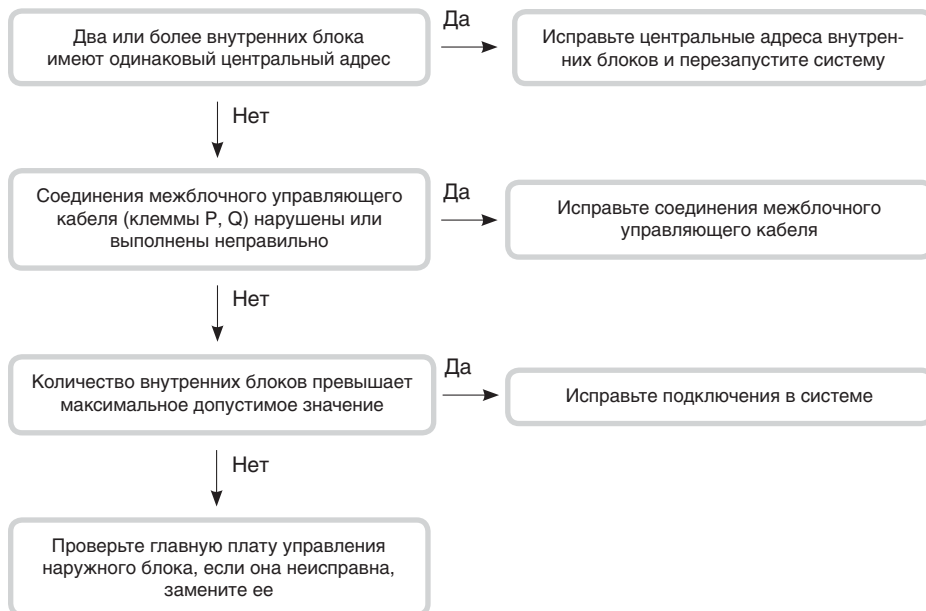 Два или более внутренних блока
имеют одинаковый центральный адрес
Да
Исправьте центральные адреса внутрен-
них блоков и перезапустите систему
Нет
Соединения межблочного управляющего
кабеля (клеммы P, Q) нарушены или
выполнены неправильно
Да
Исправьте соединения межблочного
управляющего кабеля
Нет
Количество внутренних блоков превышает
максимальное допустимое значение
Да
Исправьте подключения в системе
Нет
Проверьте главную плату управления
наружного блока, если она неисправна,
замените ее